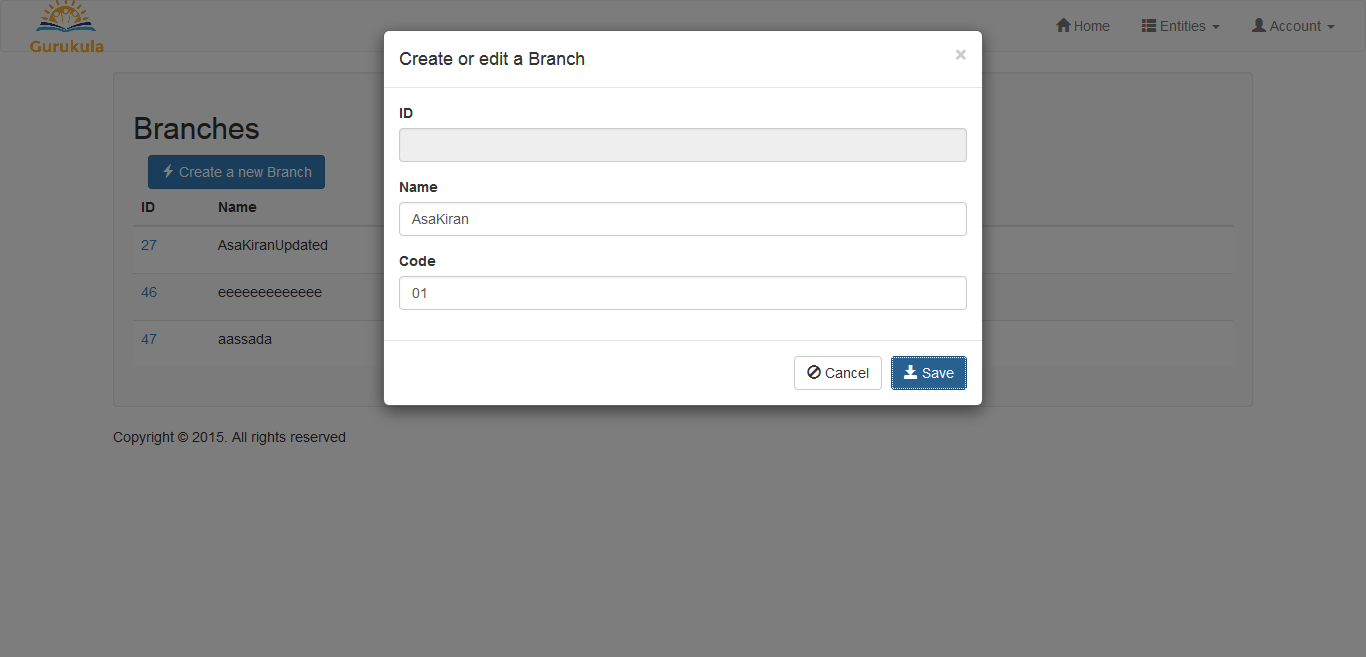 Gurukula
Home Entities Account
Create or edit a Branch ×
ID
Name
AsaKiran
Code
01
Cancel Save
Branches
Create a new Branch
ID Name
27 AsaKiranUpdated
46 eeeeeeeeeeeee
47 aassada
Copyright © 2015. All rights reserved